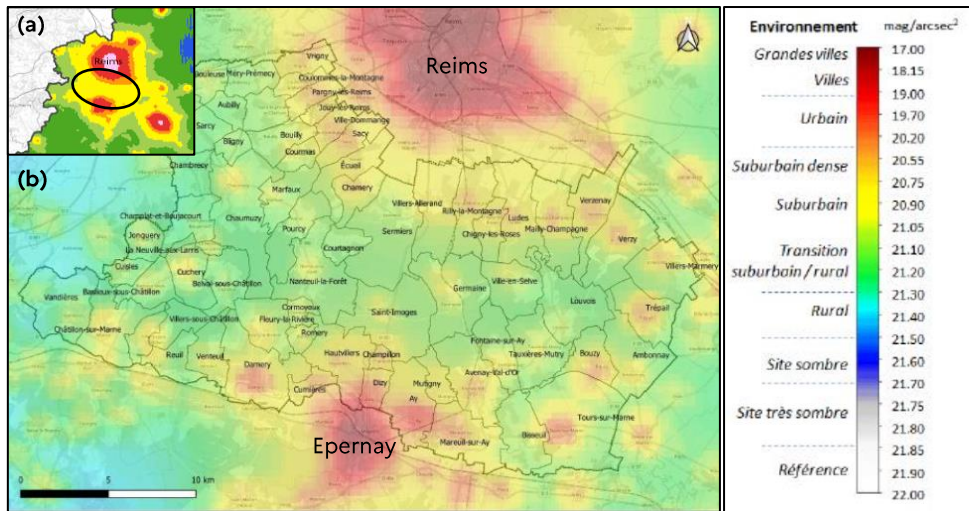 (a)
Reims
(b)
Reims
Vrigny
Méry-Prémecy
Coulommes-la-Montagne
Pargny-les-Reims
Aubilly
Jouy-les-Reims
Ville-Dommange
Sarcy
Bouilly
Sacy
Bligny
Courmas
Chambrecy
Écueil
Marfaux
Chamery
Villers-Allerand
Rilly-la-Montagne
Verzenay
Champlat-et-Boujacourt
Chaumuzy
Ludes
Jonquery
Pourcy
Sermiers
Chigny-les-Roses
Mailly-Champagne
Verzy
La Neuville-aux-Larris
Courtagnon
Cuisles
Cuchery
Villers-Marmery
Baslieux-sous-Châtillon
Belval-sous-Châtillon
Nanteuil-la-Forêt
Germaine
Ville-en-Selve
Vandières
Louvois
Trépail
Cormoyeux
Villers-sous-Châtillon
Fleury-la-Rivière
Saint-Imoges
Châtillon-sur-Marne
Romery
Fontaine-sur-Ay
Reuil
Venteuil
Hautvillers
Champillon
Tauxières-Mutry
Bouzy
Ambonnay
Damery
Avenay-Val-d'Or
Cumières
Dizy
Mutigny
Ay
Tours-sur-Marne
Epernay
Mareuil-sur-Ay
Bisseuil
0
5
10 km
Environnement
mag/arcsec²
Grandes villes
17.00
18.15
Villes
19.00
Urbain
19.70
20.20
Suburbain dense
20.55
20.75
Suburbain
20.90
21.05
Transition
suburbain / rural
21.10
21.20
Rural
21.30
21.40
21.50
Site sombre
21.60
21.70
Site très sombre
21.75
21.80
Référence
21.85
21.90
22.00